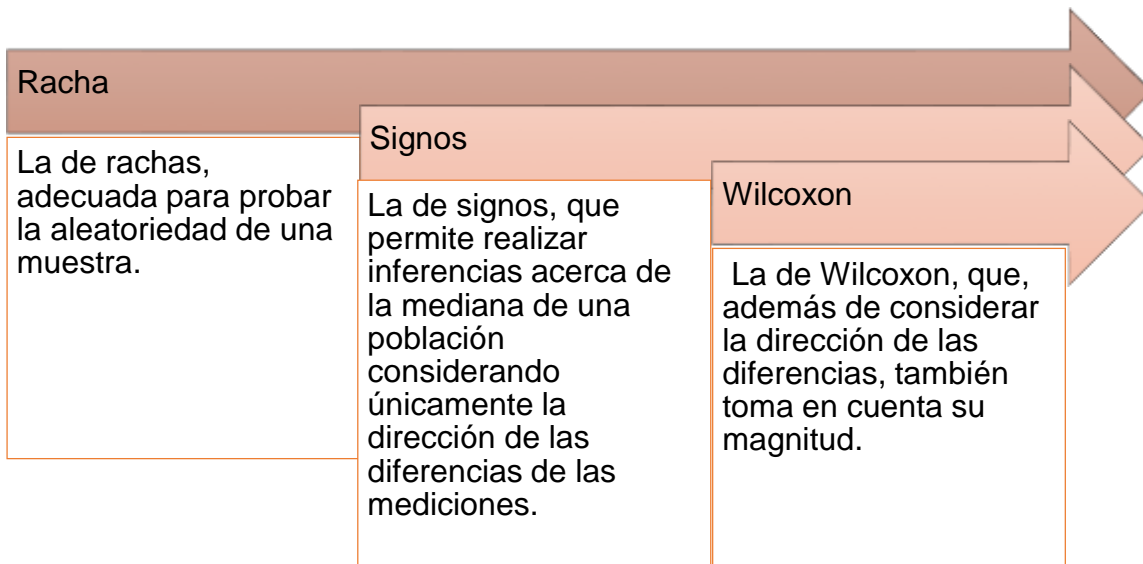 Racha
La de rachas,
adecuada para probar
la aleatoriedad de una
muestra.
Signos
La de signos, que
permite realizar
inferencias acerca de
la mediana de una
población
considerando
únicamente la
dirección de las
diferencias de las
mediciones.
Wilcoxon
La de Wilcoxon, que,
además de considerar
la dirección de las
diferencias, también
toma en cuenta su
magnitud.